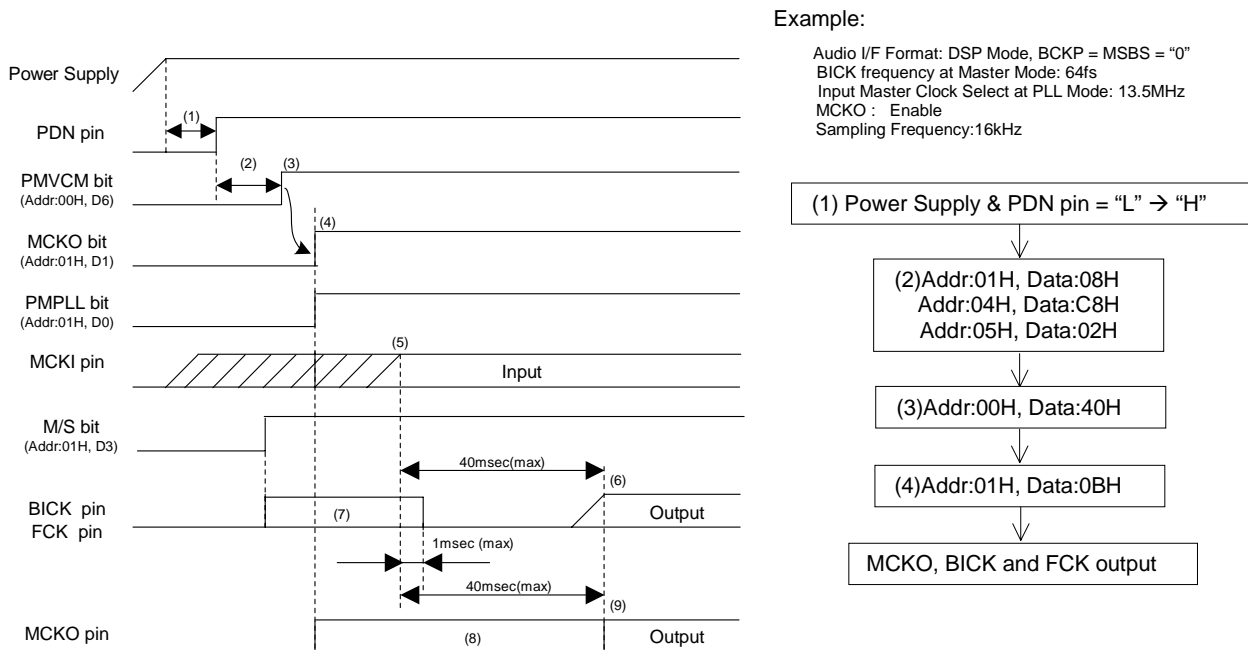 Example:
Audio I/F Format: DSP Mode, BCKP = MSBS = “0”
BICK frequency at Master Mode: 64fs
Input Master Clock Select at PLL Mode: 13.5MHz
MCKO : Enable
Sampling Frequency:16kHz
Power Supply
(1)
PDN pin
(2)
(3)
PMVCM bit
(Addr:00H, D6)
(4)
MCKO bit
(Addr:01H, D1)
PMPLL bit
(Addr:01H, D0)
(5)
MCKI pin
Input
M/S bit
(Addr:01H, D3)
40msec(max)
(6)
BICK pin
FCK pin
(7)
Output
1msec (max)
40msec(max)
(9)
MCKO pin
(8)
Output
(1) Power Supply & PDN pin = “L” → “H”
(2)Addr:01H, Data:08H
Addr:04H, Data:C8H
Addr:05H, Data:02H
(3)Addr:00H, Data:40H
(4)Addr:01H, Data:0BH
MCKO, BICK and FCK output